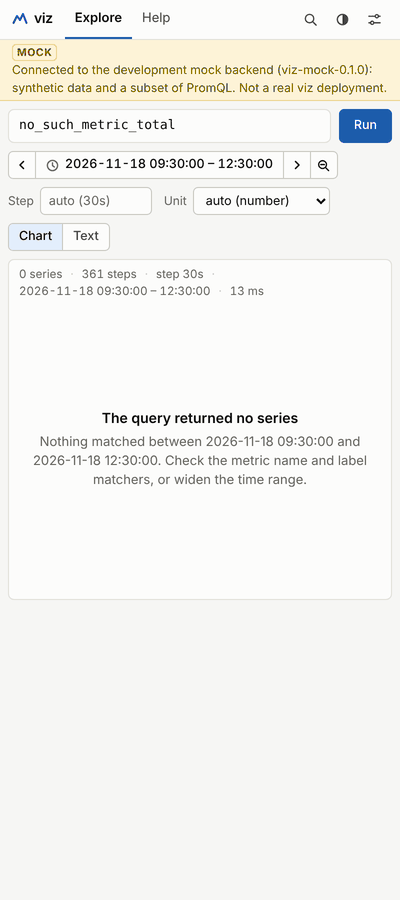 viz Explore Help
MOCK
Connected to the development mock backend (viz-mock-0.1.0):
synthetic data and a subset of PromQL. Not a real viz deployment.
no_such_metric_total Run
2026-11-18 09:30:00 – 12:30:00
Step auto (30s) Unit auto (number)
Chart Text
0 series · 361 steps · step 30s ·
2026-11-18 09:30:00 – 12:30:00 · 13 ms
The query returned no series
Nothing matched between 2026-11-18 09:30:00 and
2026-11-18 12:30:00. Check the metric name and label
matchers, or widen the time range.